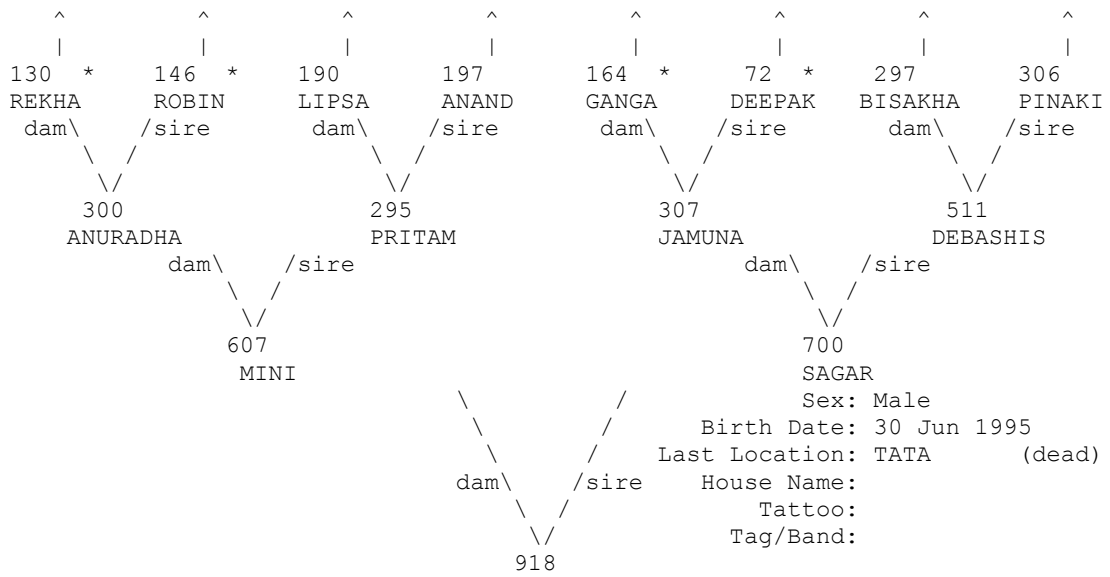 ^ ^ ^ ^ ^ ^ ^ ^
| | | | | | | |
130 * 146 * 190 197 164 * 72 * 297 306
REKHA ROBIN LIPSA ANAND GANGA DEEPAK BISAKHA PINAKI
dam\ /sire dam\ /sire dam\ /sire dam\ /sire
\ / \ / \ / \ /
\/ \/ \/ \/
300 295 307 511
ANURADHA PRITAM JAMUNA DEBASHIS
dam\ /sire dam\ /sire
\ / \ /
\/ \/
607 700
MINI SAGAR
\ / Sex: Male
\ / Birth Date: 30 Jun 1995
\ / Last Location: TATA (dead)
dam\ /sire House Name:
\ / Tattoo:
\/ Tag/Band:
918